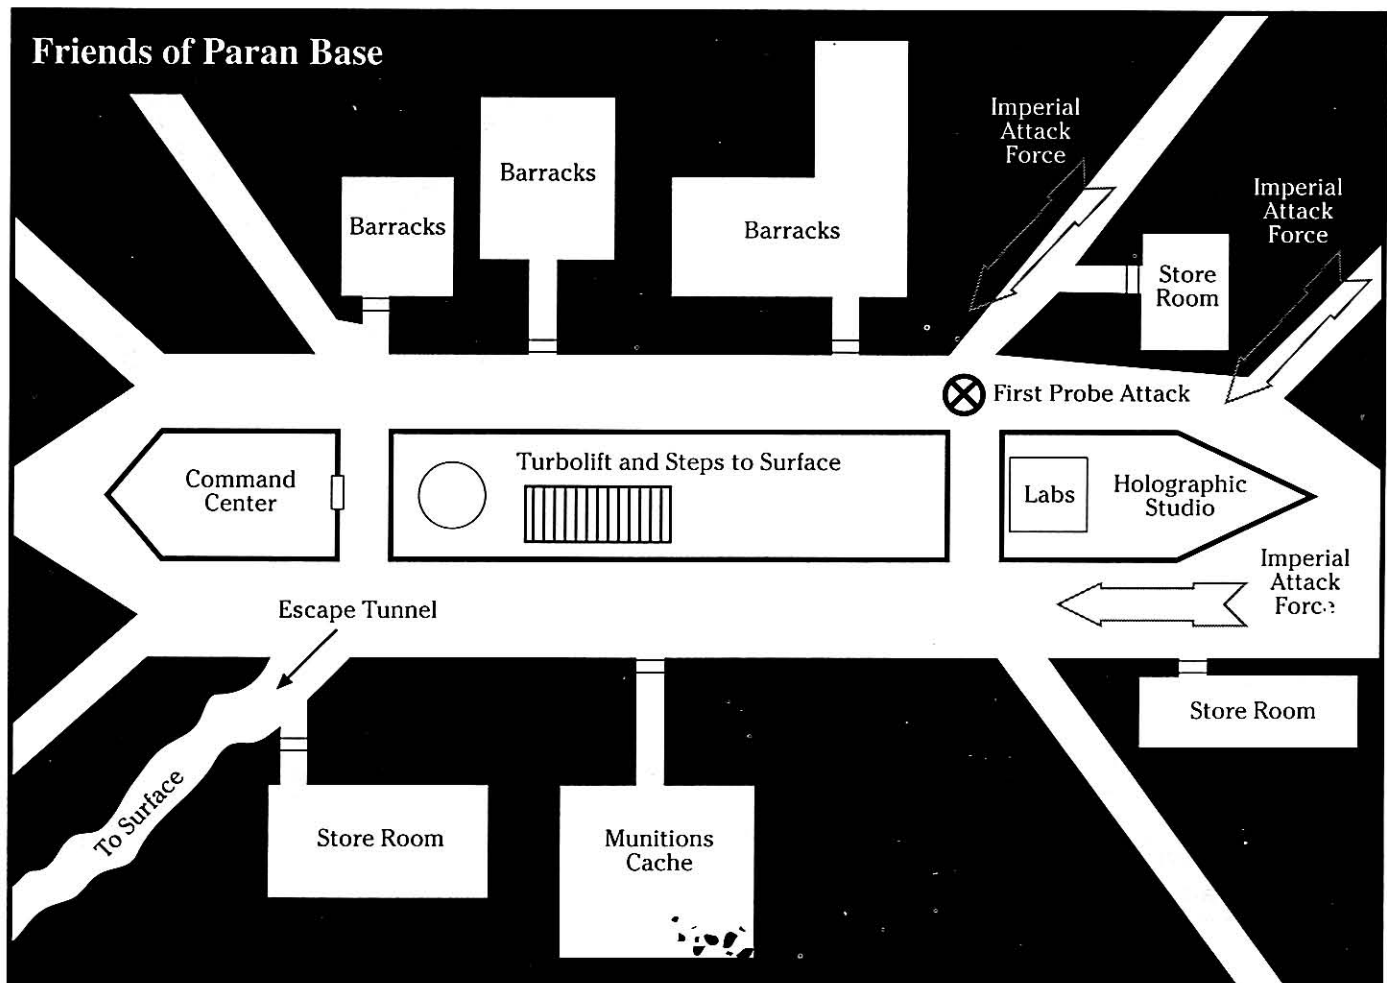 Friends of Paran Base
Imperial
Attack
Force
Imperial
Attack
Force
Barracks
Barracks
Barracks
Store
Room
First Probe Attack
Command
Center
Turbolift and Steps to Surface
Labs
Holographic
Studio
Imperial
Attack
Force
Escape Tunnel
Store Room
To Surface
Store Room
Munitions
Cache